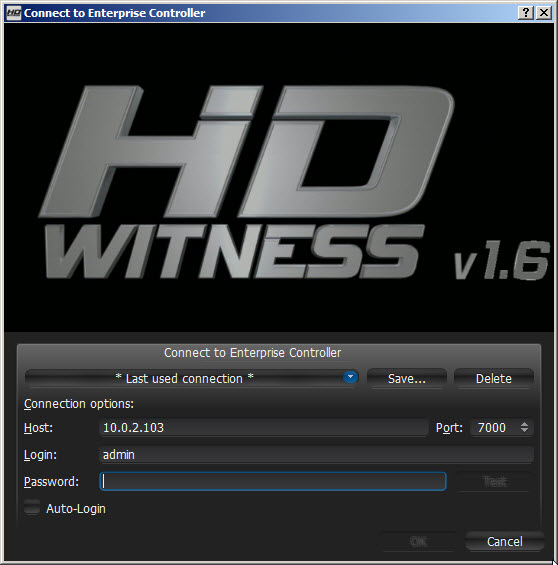 HD Connect to Enterprise Controller
HD
WITNESS v1.6
Connect to Enterprise Controller
* Last used connection * Save... Delete
Connection options:
Host: 10.0.2.103 Port: 7000
Login: admin
Password: Test
Auto-Login
OK Cancel